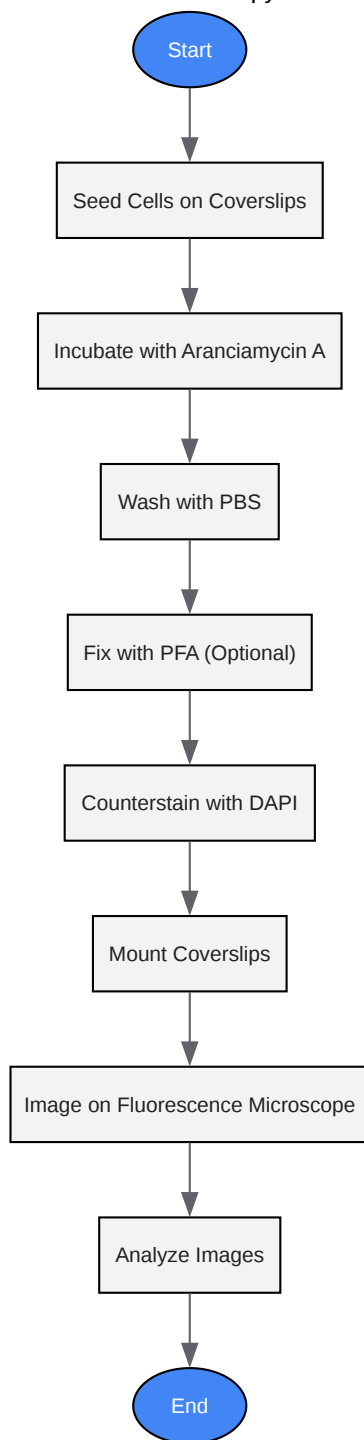 Start
Seed Cells on Coverslips
Incubate with Aranciamycin A
Wash with PBS
Fix with PFA (Optional)
Counterstain with DAPI
Mount Coverslips
Image on Fluorescence Microscope
Analyze Images
End